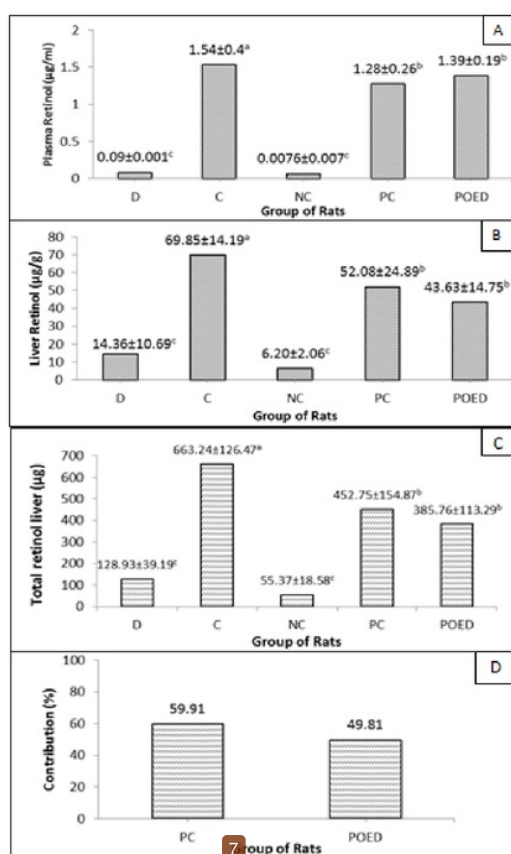 A
Plasma Retinol (µg/ml)
2
1.5
1
0.5
0
0.09±0.001ᶜ
1.54±0.4ᵃ
0.0076±0.007ᶜ
1.28±0.26ᵇ
1.39±0.19ᵇ
D C NC PC POED
Group of Rats
B
Liver Retinol (µg/g)
80
70
60
50
40
30
20
10
0
14.36±10.69ᶜ
69.85±14.19ᵃ
6.20±2.06ᶜ
52.08±24.89ᵇ
43.63±14.75ᵇ
D C NC PC POED
Group of Rats
C
Total retinol liver (µg)
700
600
500
400
300
200
100
0
128.93±39.19ᶜ
663.24±126.47ᵃ
55.37±18.58ᶜ
452.75±154.87ᵇ
385.76±113.29ᵇ
D C NC PC POED
Group of Rats
D
Contribution (%)
100
80
60
40
20
0
59.91
49.81
PC POED
7
Group of Rats